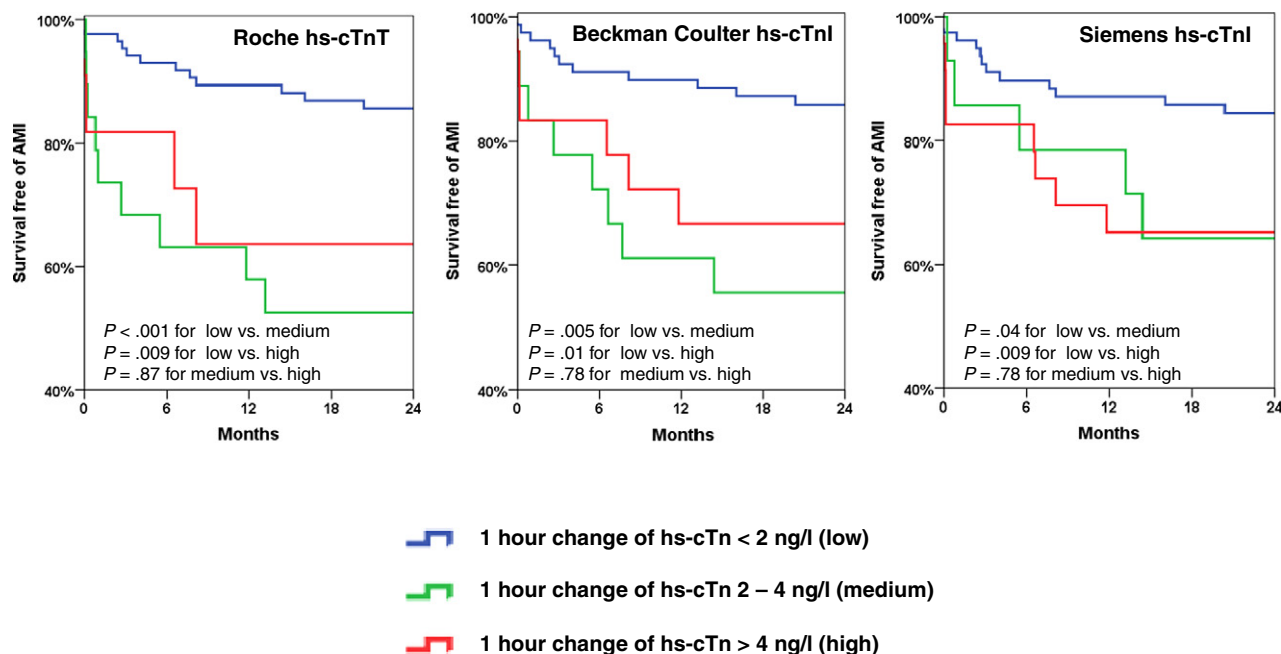 Roche hs-cTnT
Survival free of AMI
100%
80%
60%
40%
P < .001 for low vs. medium
P = .009 for low vs. high
P = .87 for medium vs. high
0 6 12 18 24
Months
Beckman Coulter hs-cTnI
Survival free of AMI
100%
80%
60%
40%
P = .005 for low vs. medium
P = .01 for low vs. high
P = .78 for medium vs. high
0 6 12 18 24
Months
Siemens hs-cTnI
Survival free of AMI
100%
80%
60%
40%
P = .04 for low vs. medium
P = .009 for low vs. high
P = .78 for medium vs. high
0 6 12 18 24
Months
1 hour change of hs-cTn < 2 ng/l (low)
1 hour change of hs-cTn 2 – 4 ng/l (medium)
1 hour change of hs-cTn > 4 ng/l (high)